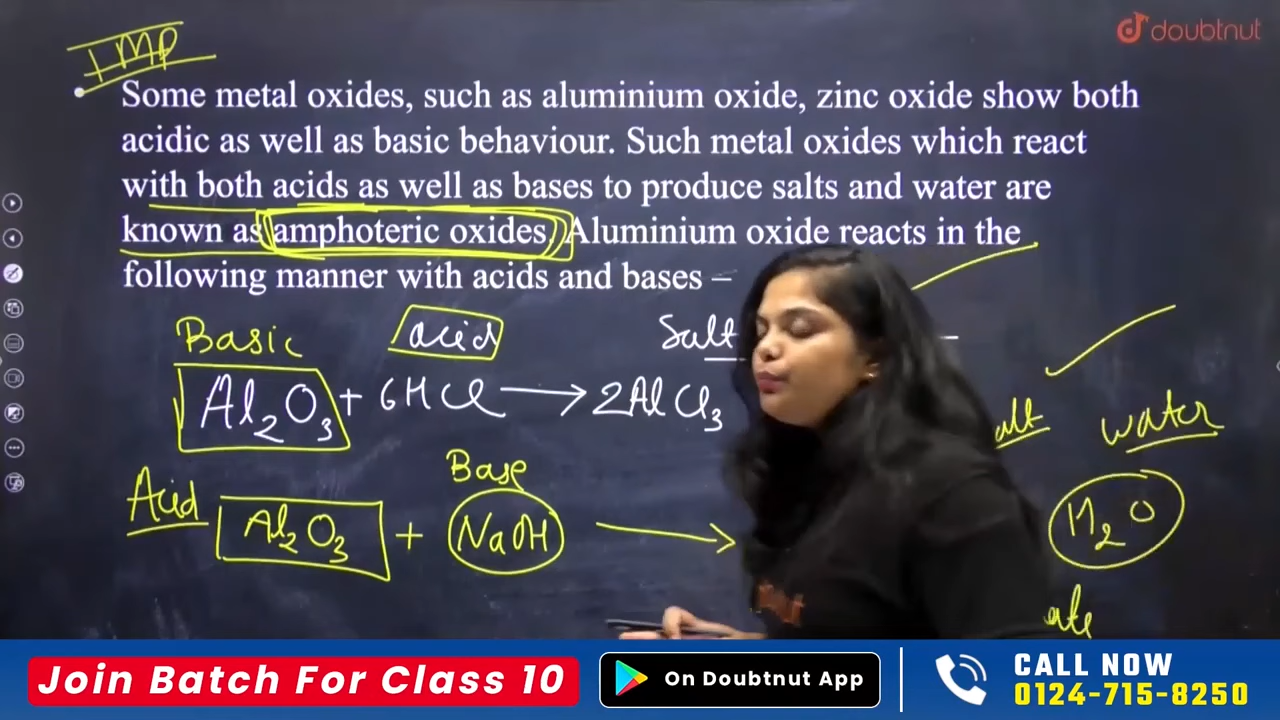 doubtnut
IMP
Some metal oxides, such as aluminium oxide, zinc oxide show both
acidic as well as basic behaviour. Such metal oxides which react
with both acids as well as bases to produce salts and water are
known as amphoteric oxides, Aluminium oxide reacts in the
following manner with acids and bases –
Basic acid Salt
Al₂O₃ + 6HCl → 2AlCl₃
alt water
Acid Base
Al₂O₃ + NaOH → H₂O
ate
Join Batch For Class 10
On Doubtnut App
CALL NOW
0124-715-8250